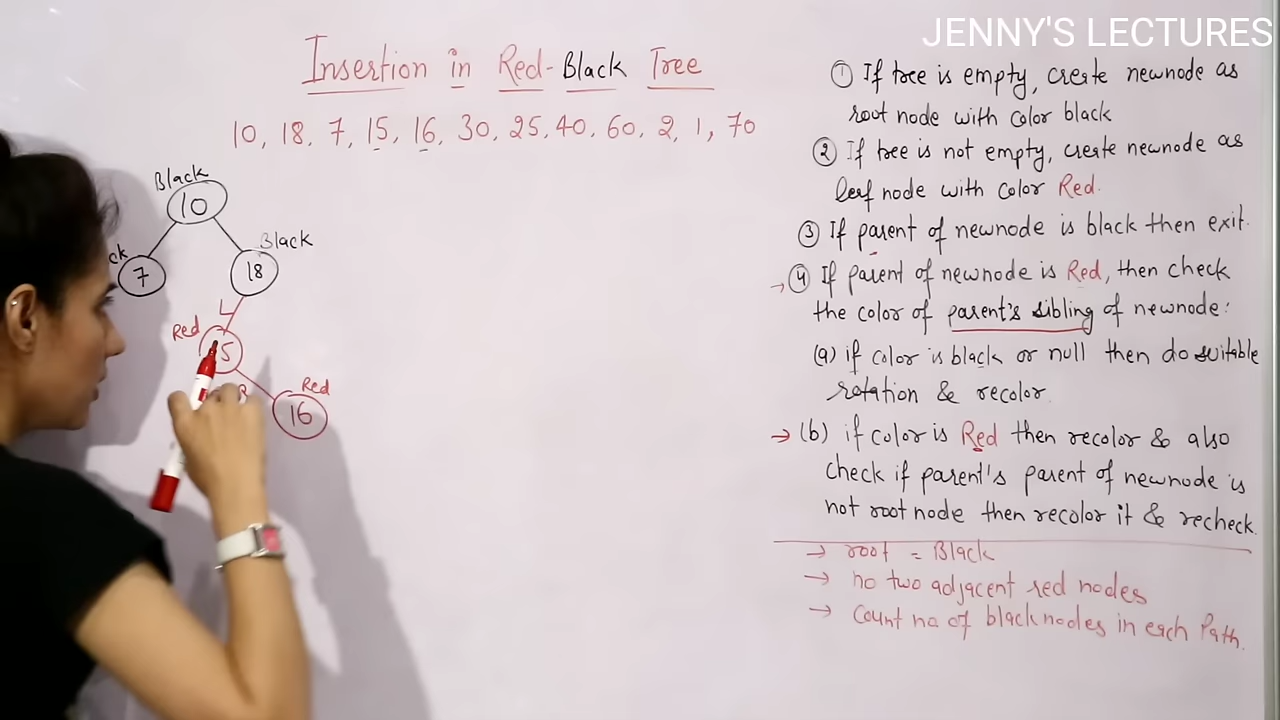 JENNY'S LECTURES
Insertion in Red-Black Tree
10, 18, 7, 15, 16, 30, 25, 40, 60, 2, 1, 70
Black
10
ck
7
Black
18
L
Red
5
R
Red
16
① If tree is empty, create newnode as
root node with color black
② If tree is not empty, create newnode as
leaf node with color Red.
③ If parent of newnode is black then exit.
→ ④ If parent of newnode is Red, then check
the color of parent's sibling of newnode:
(a) if color is black or null then do suitable
rotation & recolor
→ (b) if color is Red then recolor & also
check if parent's parent of newnode is
not root node then recolor it & recheck
→ root = Black
→ no two adjacent red nodes
→ Count no of black nodes in each Path.